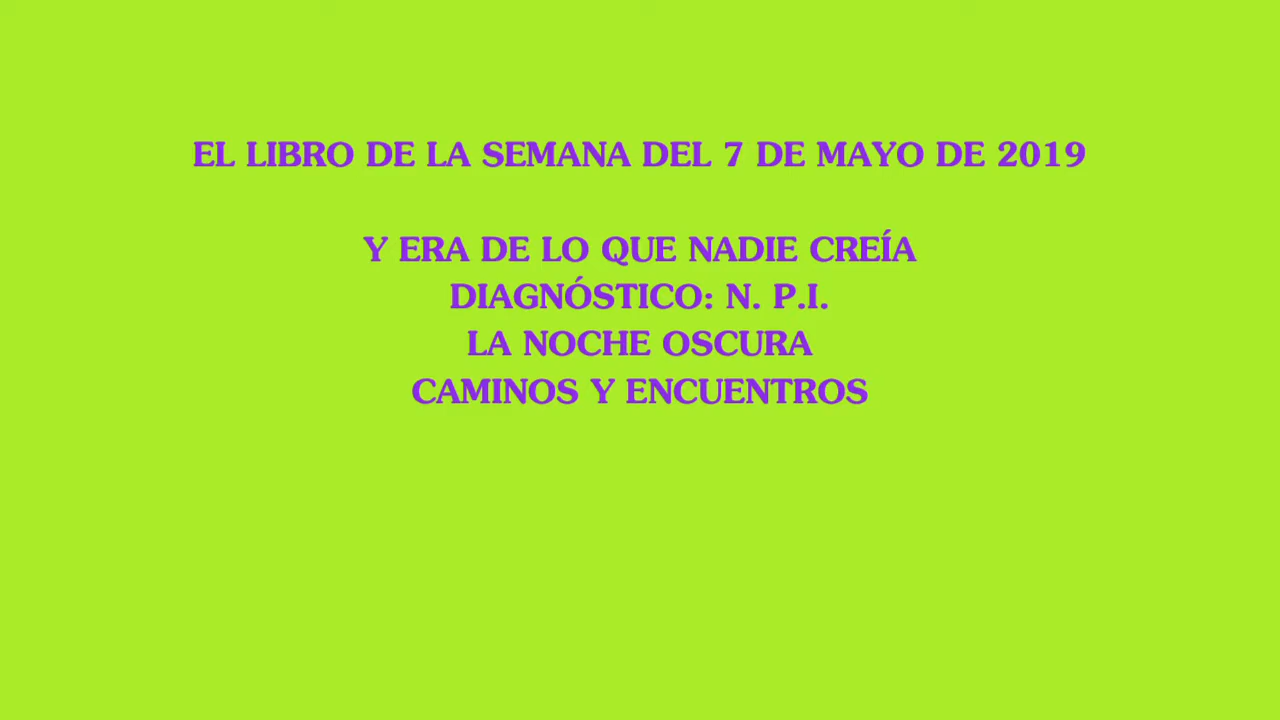 EL LIBRO DE LA SEMANA DEL 7 DE MAYO DE 2019
Y ERA DE LO QUE NADIE CREÍA
DIAGNÓSTICO: N. P.I.
LA NOCHE OSCURA
CAMINOS Y ENCUENTROS